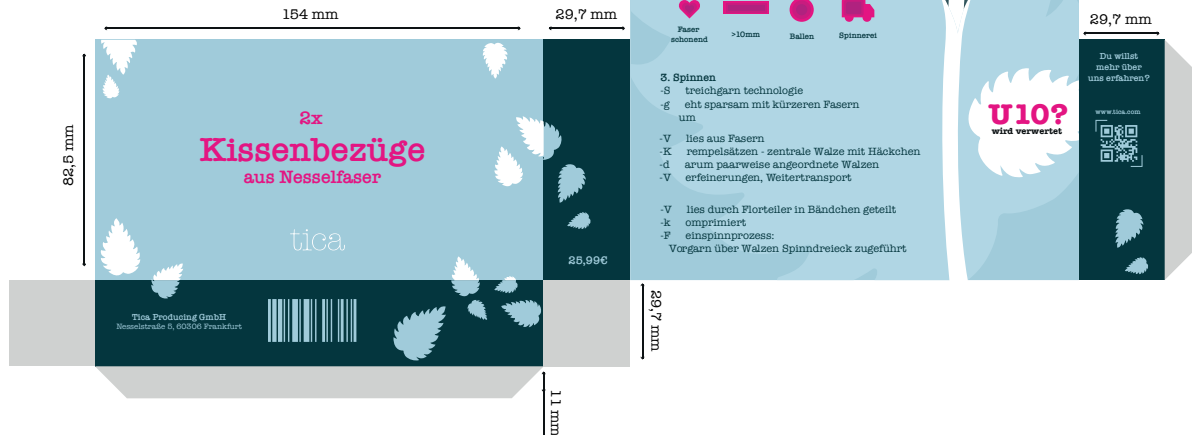 154 mm
29,7 mm
82,5 mm
2x
Kissenbezüge
aus Nesselfaser
tica
25,99€
Tica Producing GmbH
Nesselstraße 5, 60306 Frankfurt
11 mm
29,7 mm
Faser
schonend
>10mm
Ballen
Spinnerei
3. Spinnen
-S treichgarn technologie
-g eht sparsam mit kürzeren Fasern
um
-V lies aus Fasern
-K rempelsätzen - zentrale Walze mit Häckchen
-d arum paarweise angeordnete Walzen
-V erfeinerungen, Weitertransport
-V lies durch Florteiler in Bändchen geteilt
-k omprimiert
-F einspinnprozess:
Vorgarn über Walzen Spinndreieck zugeführt
U10?
wird verwertet
29,7 mm
Du willst
mehr über
uns erfahren?
www.tica.com